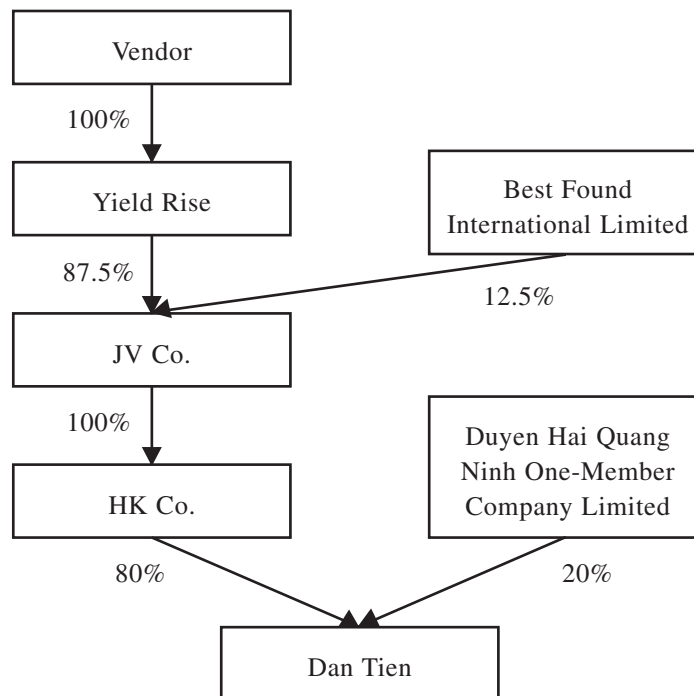 Vendor
100%
Yield Rise
Best Found
International Limited
87.5%
12.5%
JV Co.
100%
Duyen Hai Quang
Ninh One-Member
Company Limited
HK Co.
80%
20%
Dan Tien